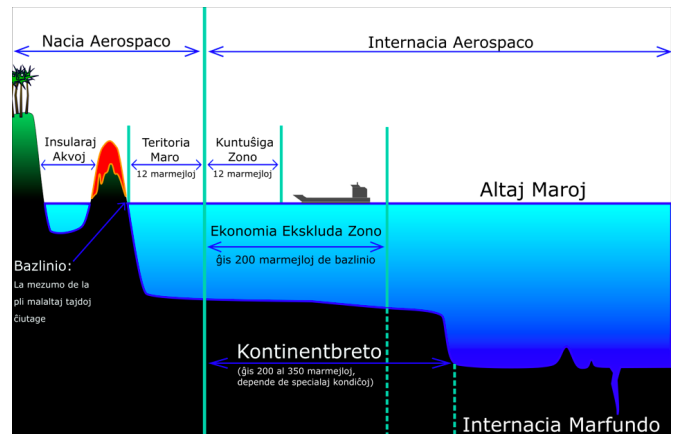 Nacia Aerospaco
Internacia Aerospaco
Insularaj
Akvoj
Teritoria
Maro
12 marmejloj
Kuntuŝiga
Zono
12 marmejloj
Altaj Maroj
Ekonomia Ekskluda Zono
ĝis 200 marmejloj de bazlinio
Bazlinio:
La mezumo de la
pli malaltaj tajdoj
ĉiutage
Kontinentbreto
(ĝis 200 al 350 marmejloj,
depende de specialaj kondiĉoj)
Internacia Marfundo